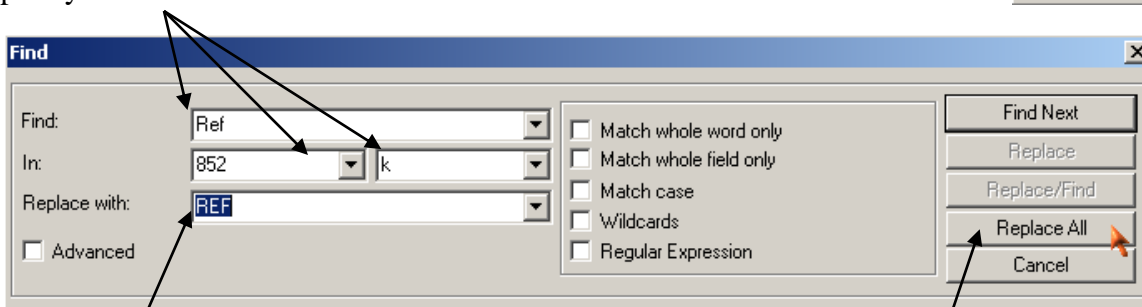 Find
Find: Ref
In: 852 k
Replace with: REF
Advanced
Match whole word only
Match whole field only
Match case
Wildcards
Regular Expression
Find Next
Replace
Replace/Find
Replace All
Cancel